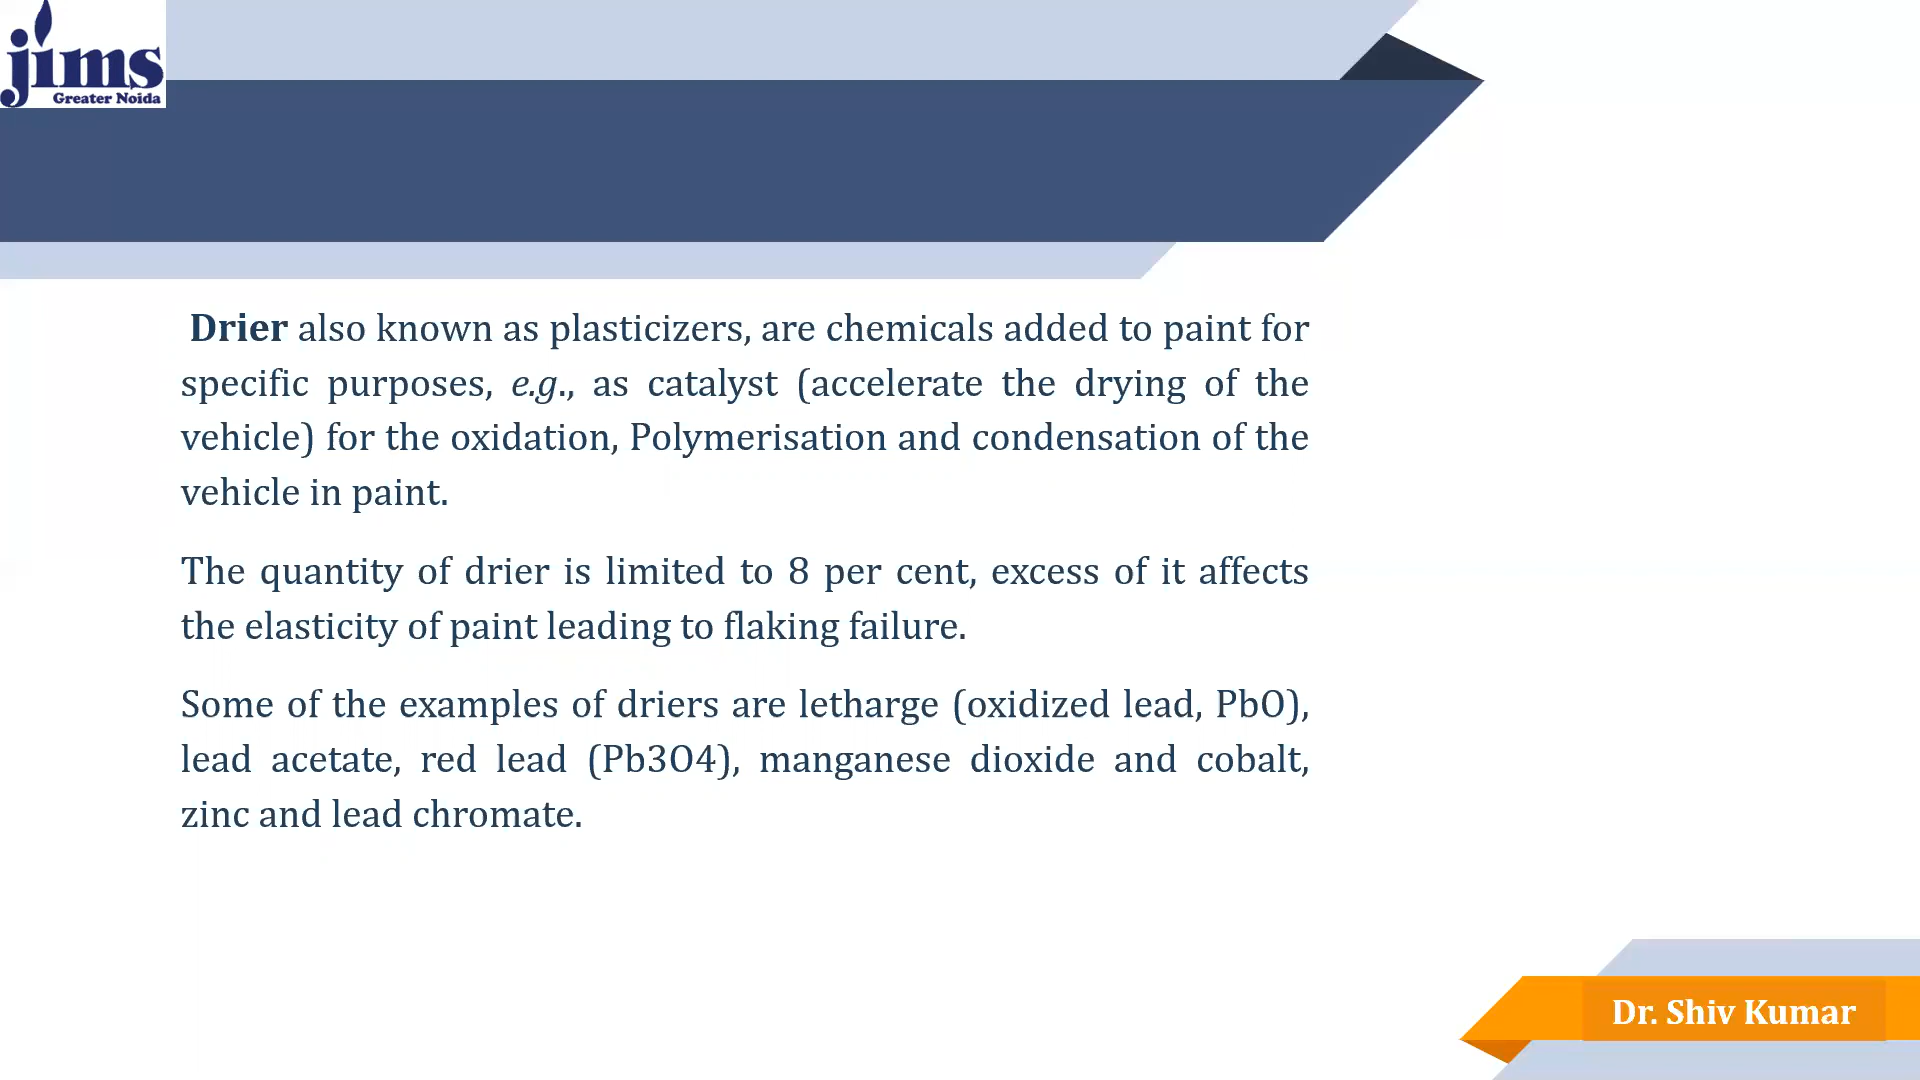 jims
Greater Noida
Drier also known as plasticizers, are chemicals added to paint for
specific purposes, e.g., as catalyst (accelerate the drying of the
vehicle) for the oxidation, Polymerisation and condensation of the
vehicle in paint.
The quantity of drier is limited to 8 per cent, excess of it affects
the elasticity of paint leading to flaking failure.
Some of the examples of driers are letharge (oxidized lead, PbO),
lead acetate, red lead (Pb3O4), manganese dioxide and cobalt,
zinc and lead chromate.
Dr. Shiv Kumar